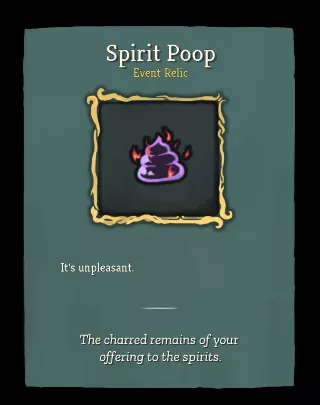 Spirit Poop
Event Relic
It's unpleasant.
The charred remains of your
offering to the spirits.